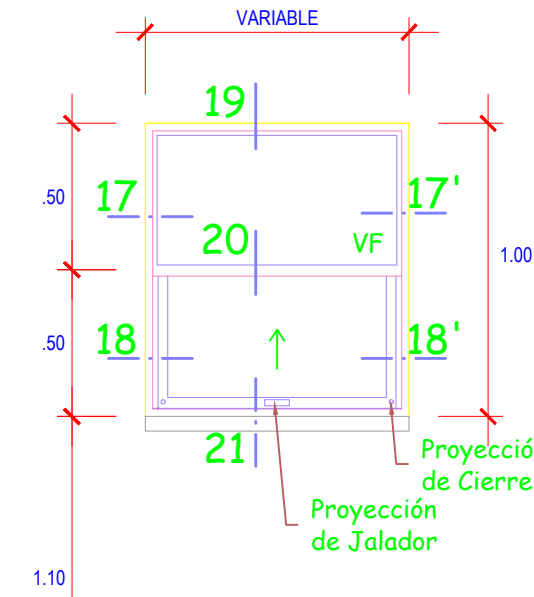 VARIABLE
19
.50
17
17'
20
VF
1.00
.50
18
18'
21
Proyecció
de Cierre
Proyección
de Jalador
1.10